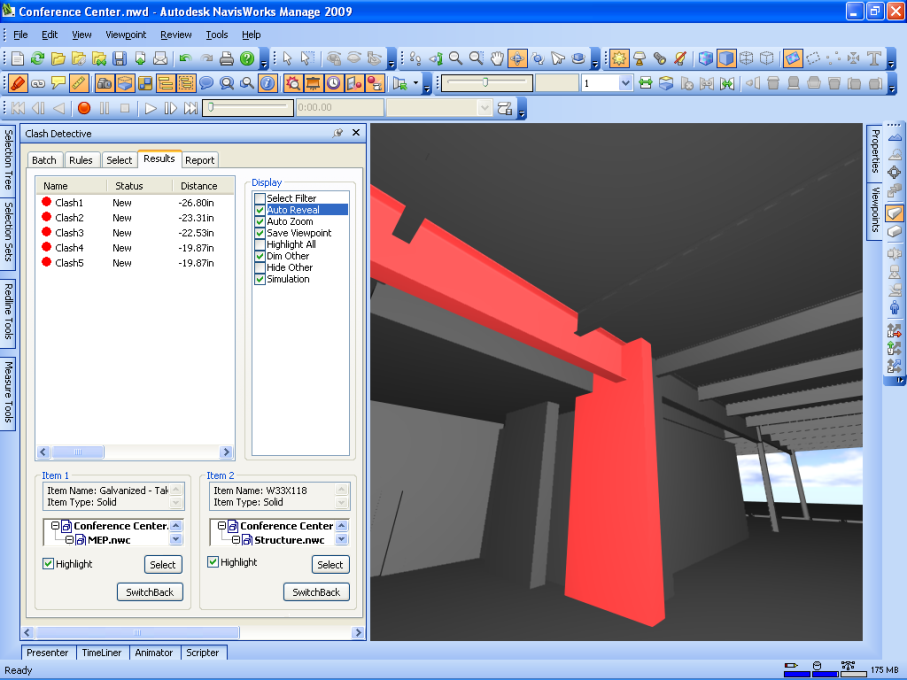 Conference Center.nwd - Autodesk NavisWorks Manage 2009
File Edit View Viewpoint Review Tools Help
1
0:00.00
Clash Detective
Batch Rules Select Results Report
Name Status Distance
Clash1 New -26.80in
Clash2 New -23.31in
Clash3 New -22.53in
Clash4 New -19.87in
Clash5 New -19.87in
Display
Select Filter
Auto Reveal
Auto Zoom
Save Viewpoint
Highlight All
Dim Other
Hide Other
Simulation
Item 1
Item Name: Galvanized - Tak
Item Type: Solid
Conference Center.
MEP.nwc
Highlight
Select
SwitchBack
Item 2
Item Name: W33X118
Item Type: Solid
Conference Center
Structure.nwc
Highlight
Select
SwitchBack
Selection Tree
Selection Sets
Redline Tools
Measure Tools
Properties
Viewpoints
Presenter TimeLiner Animator Scripter
Ready
175 MB